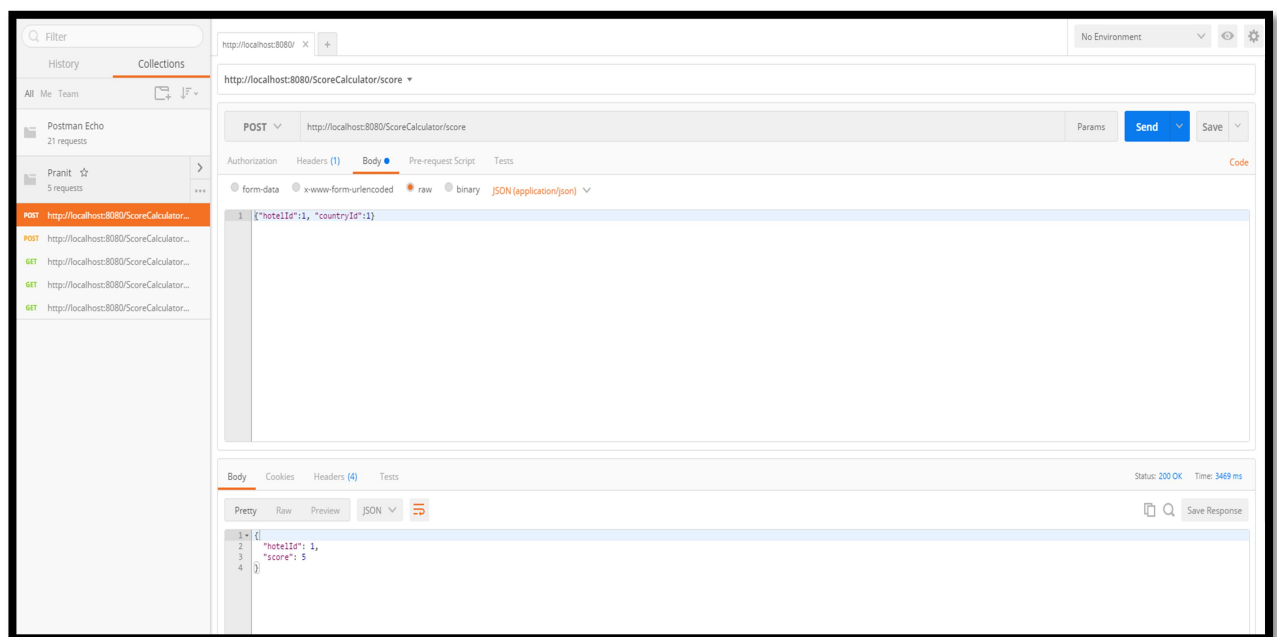 Filter
History Collections
All Me Team
Postman Echo
21 requests
Pranit
5 requests
POST http://localhost:8080/ScoreCalculator...
POST http://localhost:8080/ScoreCalculator...
GET http://localhost:8080/ScoreCalculator...
GET http://localhost:8080/ScoreCalculator...
GET http://localhost:8080/ScoreCalculator...
http://localhost:8080/ × +
No Environment
http://localhost:8080/ScoreCalculator/score
POST http://localhost:8080/ScoreCalculator/score Params Send Save
Authorization Headers (1) Body Pre-request Script Tests Code
form-data x-www-form-urlencoded raw binary JSON (application/json)
1 {"hotelId":1, "countryId":1}
Body Cookies Headers (4) Tests Status: 200 OK Time: 3469 ms
Pretty Raw Preview JSON Save Response
1 {
2 "hotelId": 1,
3 "score": 5
4 }